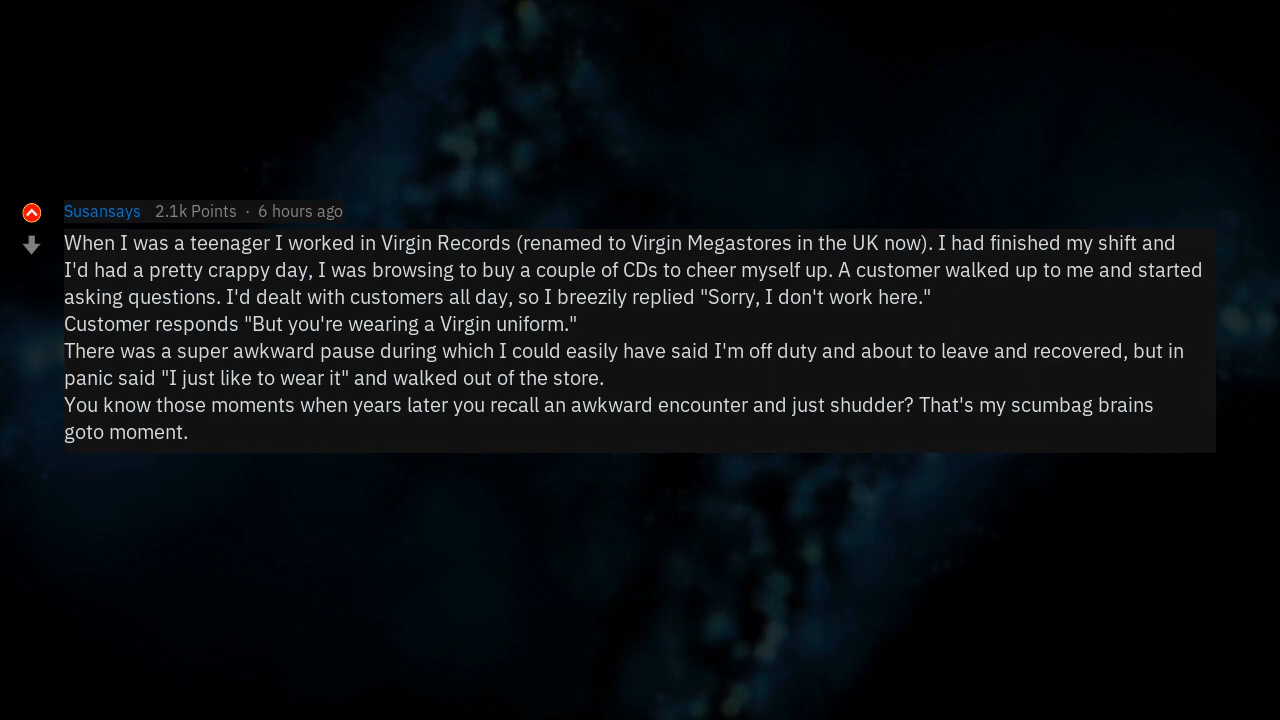 Susansays 2.1k Points · 6 hours ago
When I was a teenager I worked in Virgin Records (renamed to Virgin Megastores in the UK now). I had finished my shift and
I'd had a pretty crappy day, I was browsing to buy a couple of CDs to cheer myself up. A customer walked up to me and started
asking questions. I'd dealt with customers all day, so I breezily replied "Sorry, I don't work here."
Customer responds "But you're wearing a Virgin uniform."
There was a super awkward pause during which I could easily have said I'm off duty and about to leave and recovered, but in
panic said "I just like to wear it" and walked out of the store.
You know those moments when years later you recall an awkward encounter and just shudder? That's my scumbag brains
goto moment.